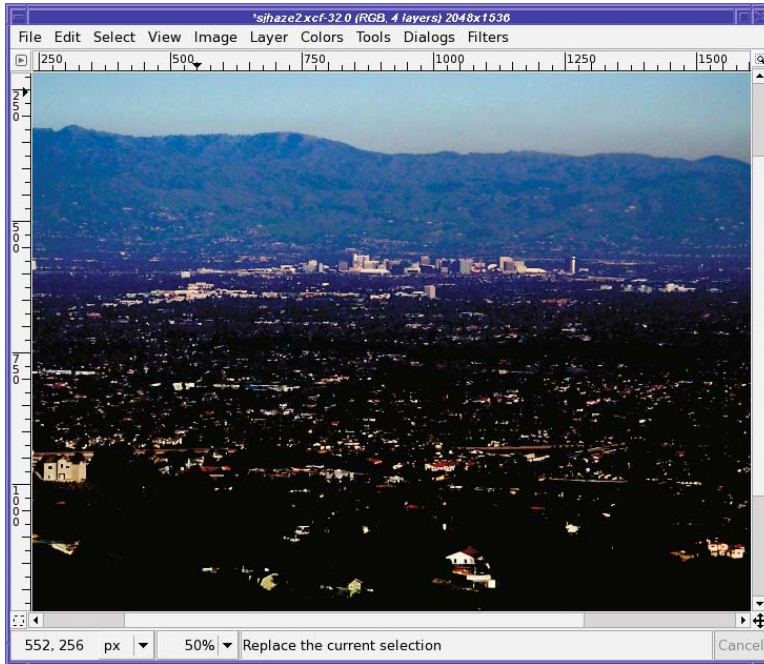 *sjhaze2.xcf-32.0 (RGB, 4 layers) 2048x1536
File Edit Select View Image Layer Colors Tools Dialogs Filters
250 500 750 1000 1250 1500
250
500
750
1000
552, 256 px 50% Replace the current selection Cancel